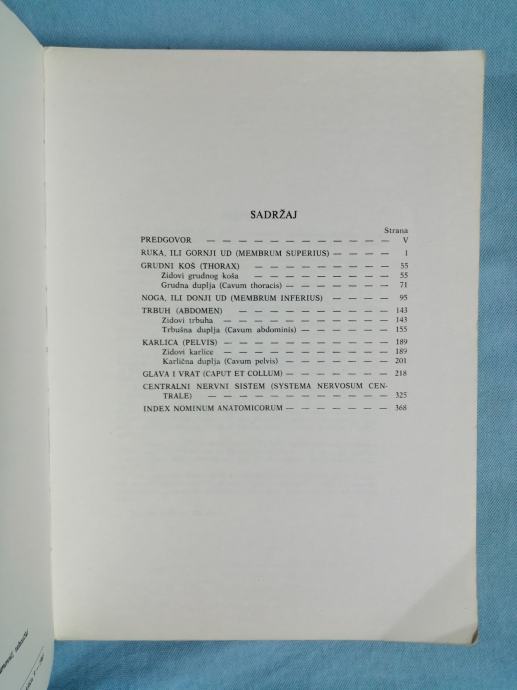 SADRŽAJ
Strana
PREDGOVOR — — — — — — — — — — — V
RUKA, ILI GORNJI UD (MEMBRUM SUPERIUS) — — — — 1
GRUDNI KOŠ (THORAX) — — — — — — — — — 55
Zidovi grudnog koša — — — — — — — — — 55
Grudna duplja (Cavum thoracis) — — — — — — 71
NOGA, ILI DONJI UD (MEMBRUM INFERIUS) — — — — 95
TRBUH (ABDOMEN) — — — — — — — — — — 143
Zidovi trbuha — — — — — — — — — — 143
Trbušna duplja (Cavum abdominis) — — — — — 155
KARLICA (PELVIS) — — — — — — — — — — 189
Zidovi karlice — — — — — — — — — — 189
Karlična duplja (Cavum pelvis) — — — — — — 201
GLAVA I VRAT (CAPUT ET COLLUM) — — — — — — 218
CENTRALNI NERVNI SISTEM (SYSTEMA NERVOSUM CEN-
TRALE) — — — — — — — — — — 325
INDEX NOMINUM ANATOMICORUM — — — — — — 368